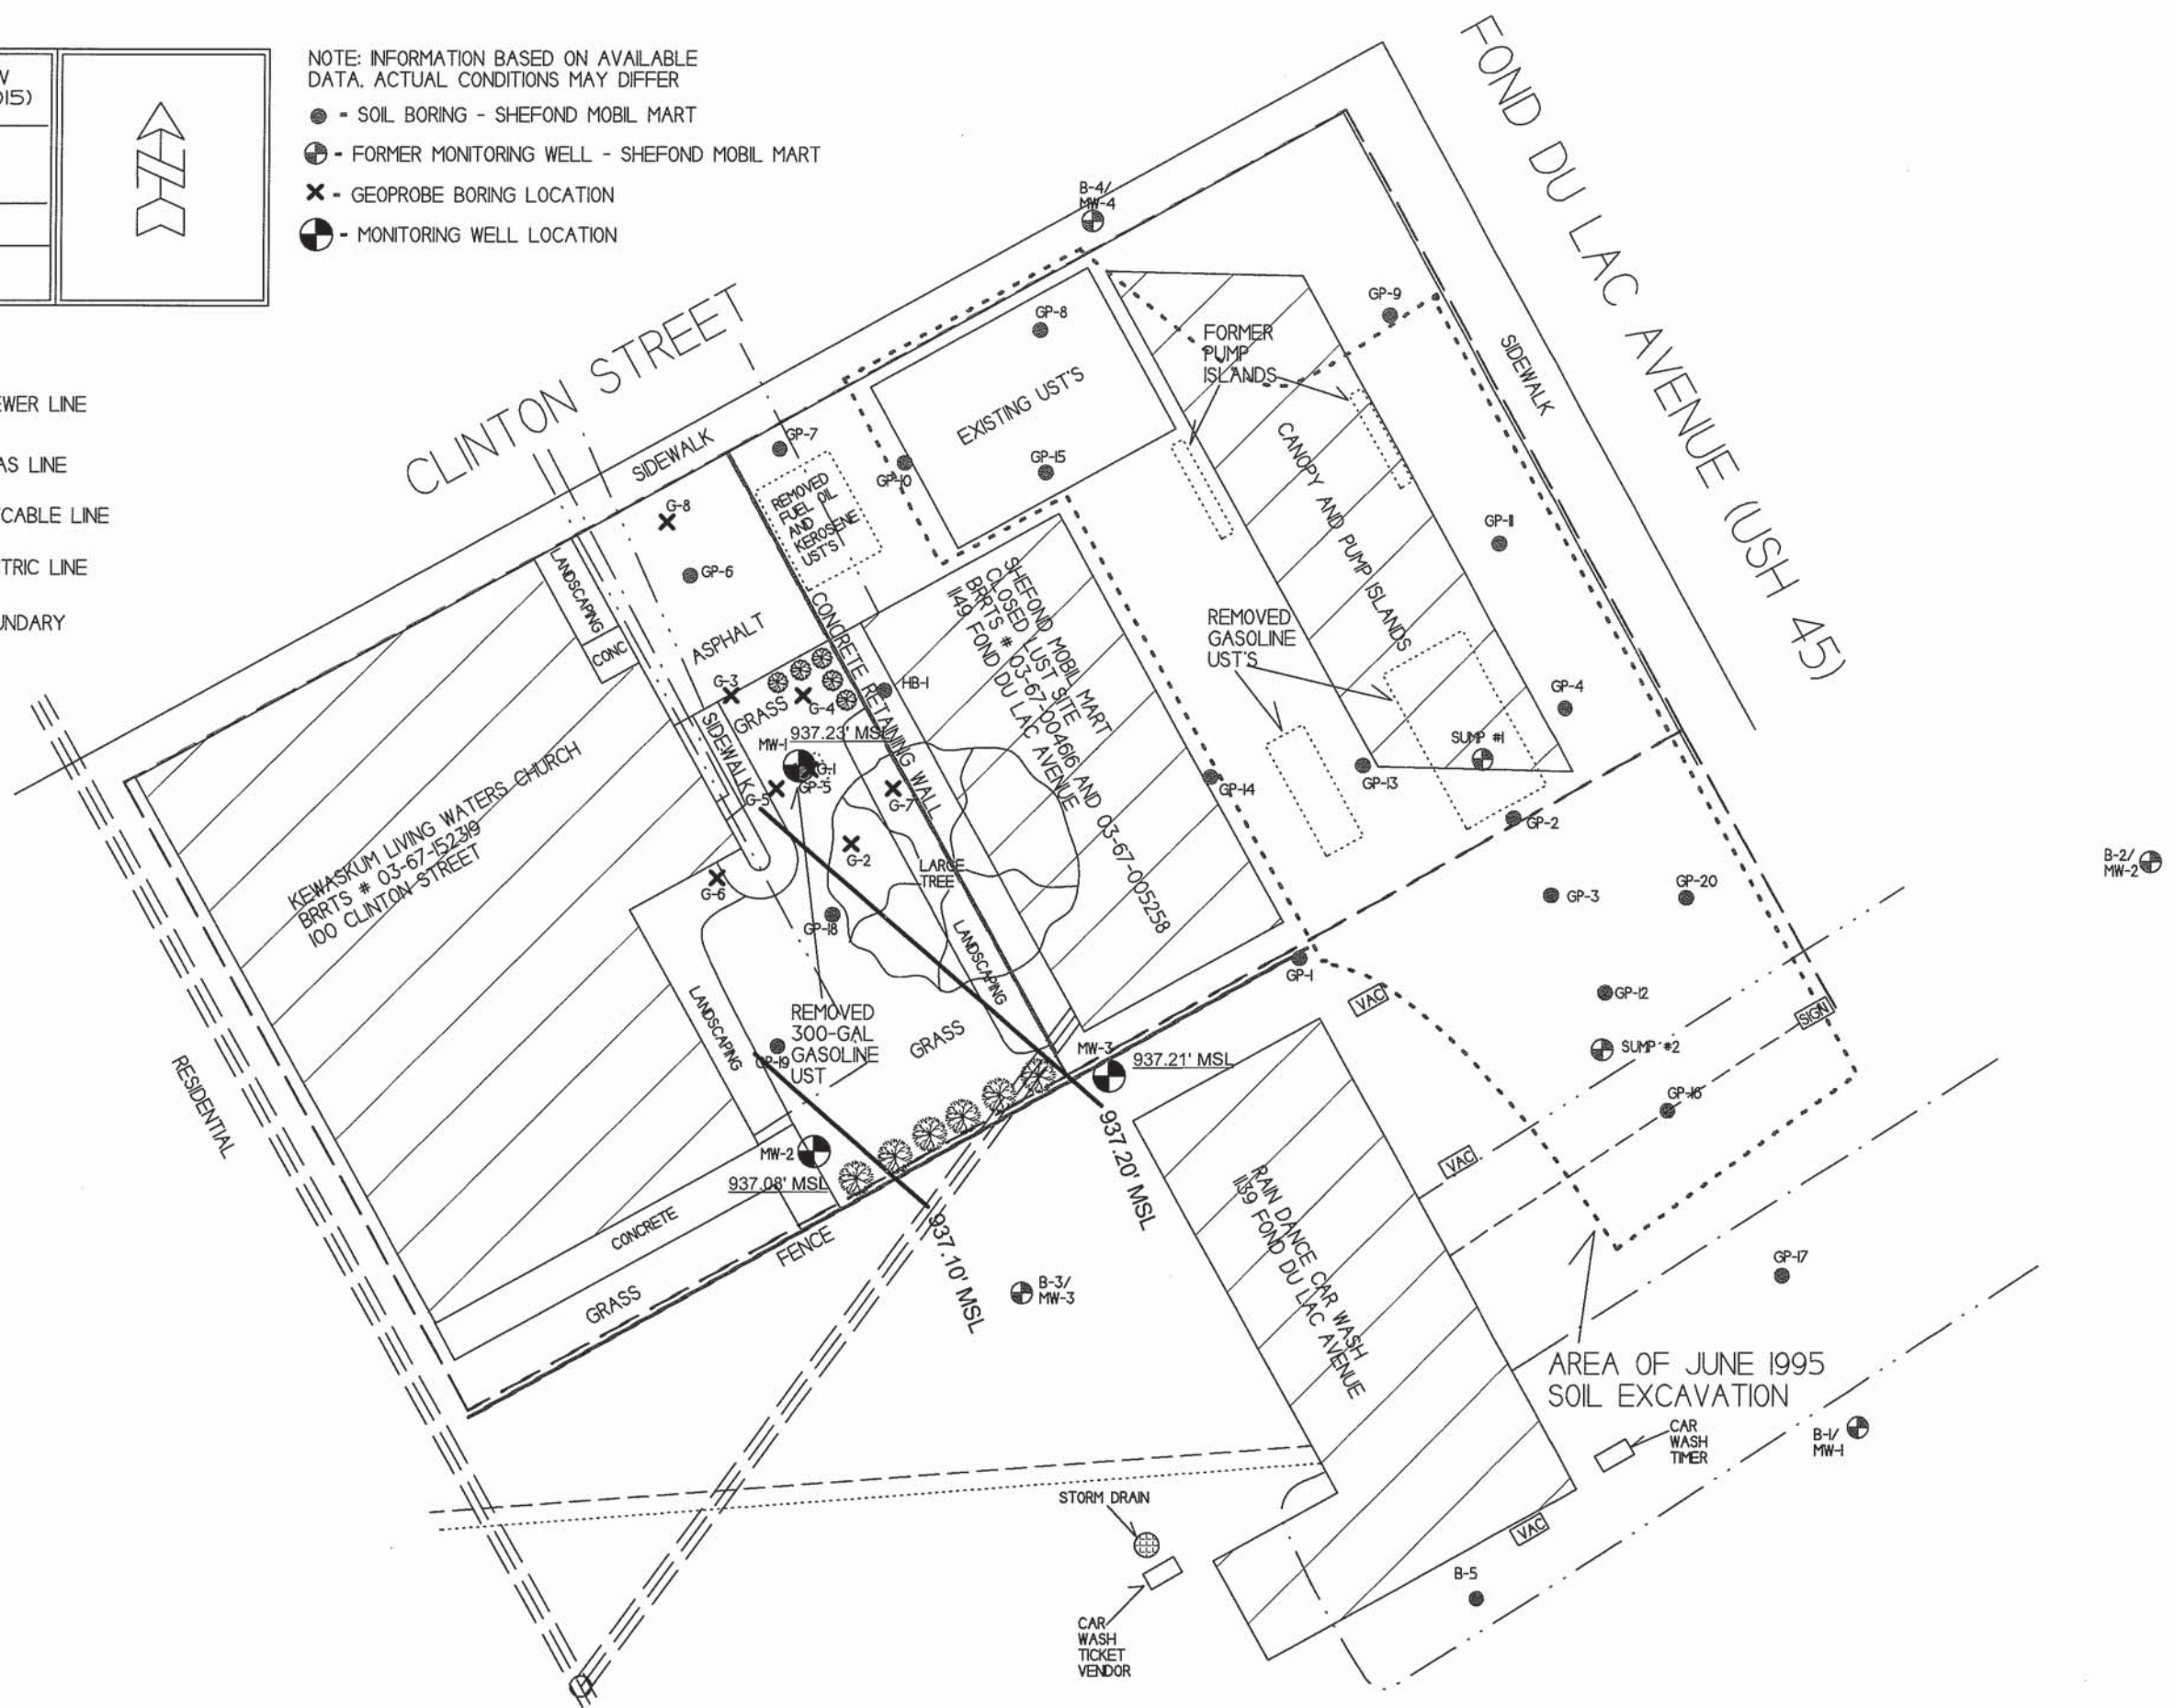 NOTE: INFORMATION BASED ON AVAILABLE
DATA. ACTUAL CONDITIONS MAY DIFFER
- SOIL BORING - SHEFOND MOBIL MART
- FORMER MONITORING WELL - SHEFOND MOBIL MART
X - GEOPROBE BORING LOCATION
- MONITORING WELL LOCATION
015)
N
EWER LINE
AS LINE
CABLE LINE
TRIC LINE
UNDARY
FOND DU LAC AVENUE (USH 45)
SIDEWALK
CLINTON STREET
SIDEWALK
B-4/
MW-4
GP-8
GP-9
FORMER
PUMP
ISLANDS
EXISTING UST'S
GP-15
GP-7
GP-10
REMOVED
FUEL OIL
AND
KEROSENE
UST'S
CANOPY AND PUMP ISLANDS
GP-11
G-8
GP-6
LANDSCAPING
CONC
ASPHALT
CONCRETE RETAINING WALL
SHEFOND MOBIL MART
CLOSED LUST SITE
BRRTS # 03-67-004616 AND 03-67-005258
1149 FOND DU LAC AVENUE
REMOVED
GASOLINE
UST'S
GP-4
SUMP #1
GP-13
GP-14
GP-2
G-3
GRASS
G-4
HB-1
SIDEWALK
937.23' MSL
MW-1
G-1
GP-5
G-5
G-7
G-2
LARGE
TREE
G-6
GP-18
KEWASKUM LIVING WATERS CHURCH
BRRTS # 03-67-152319
100 CLINTON STREET
LANDSCAPING
LANDSCAPING
REMOVED
300-GAL
GASOLINE
UST
GP-19
GRASS
MW-3
937.21' MSL
937.20' MSL
MW-2
937.08' MSL
937.10' MSL
CONCRETE
FENCE
GRASS
RESIDENTIAL
GP-1
GP-3
GP-20
B-2/
MW-2
VAC
GP-12
SIGN
SUMP #2
GP-16
VAC
B-3/
MW-3
RAIN DANCE CAR WASH
1139 FOND DU LAC AVENUE
GP-17
AREA OF JUNE 1995
SOIL EXCAVATION
CAR
WASH
TIMER
B-1/
MW-1
STORM DRAIN
VAC
B-5
CAR
WASH
TICKET
VENDOR